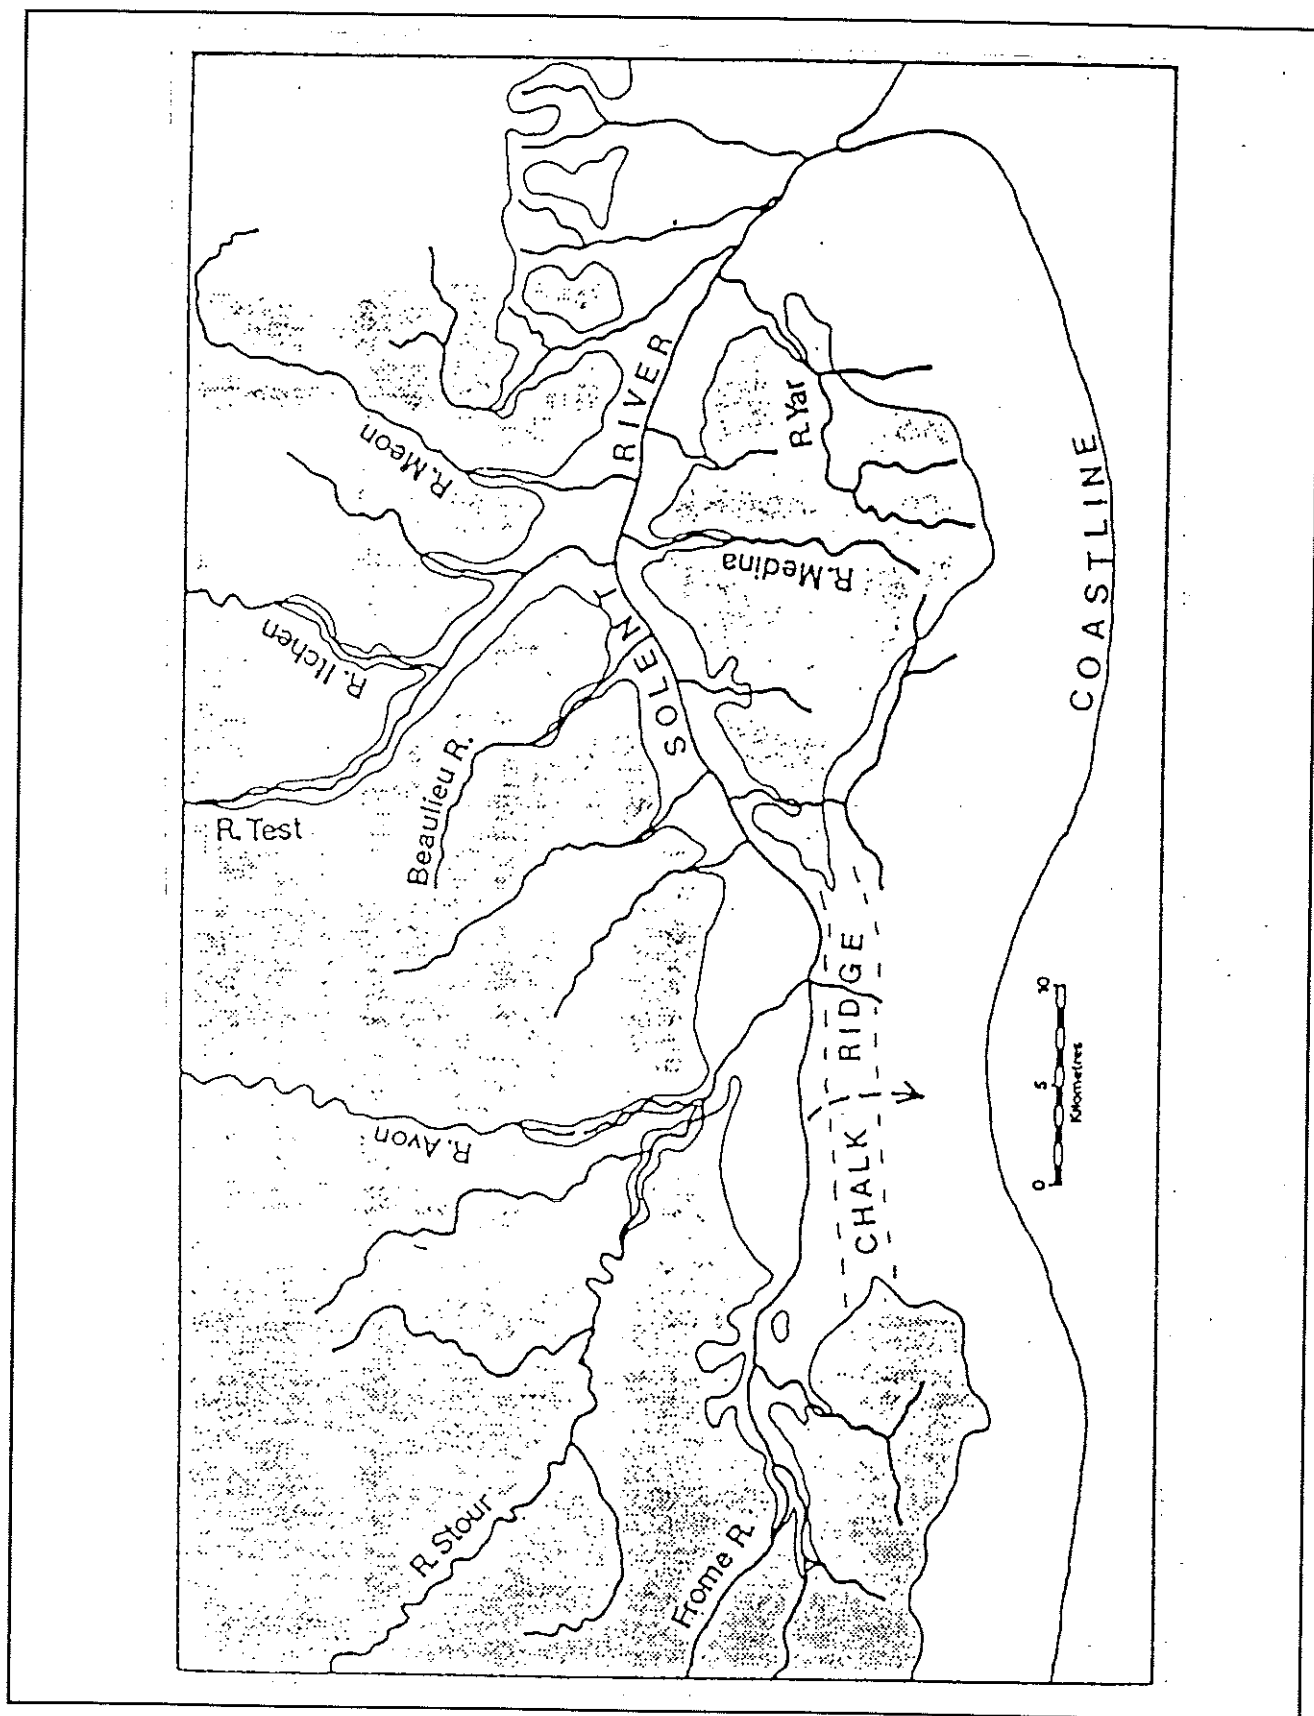 R. Meon
R. Itchen
R. Test
Beaulieu R.
R. Avon
R. Stour
Frome R.
SOLENT RIVER
R. Yar
R. Medina
CHALK RIDGE
COASTLINE
0 5 10
Kilometres